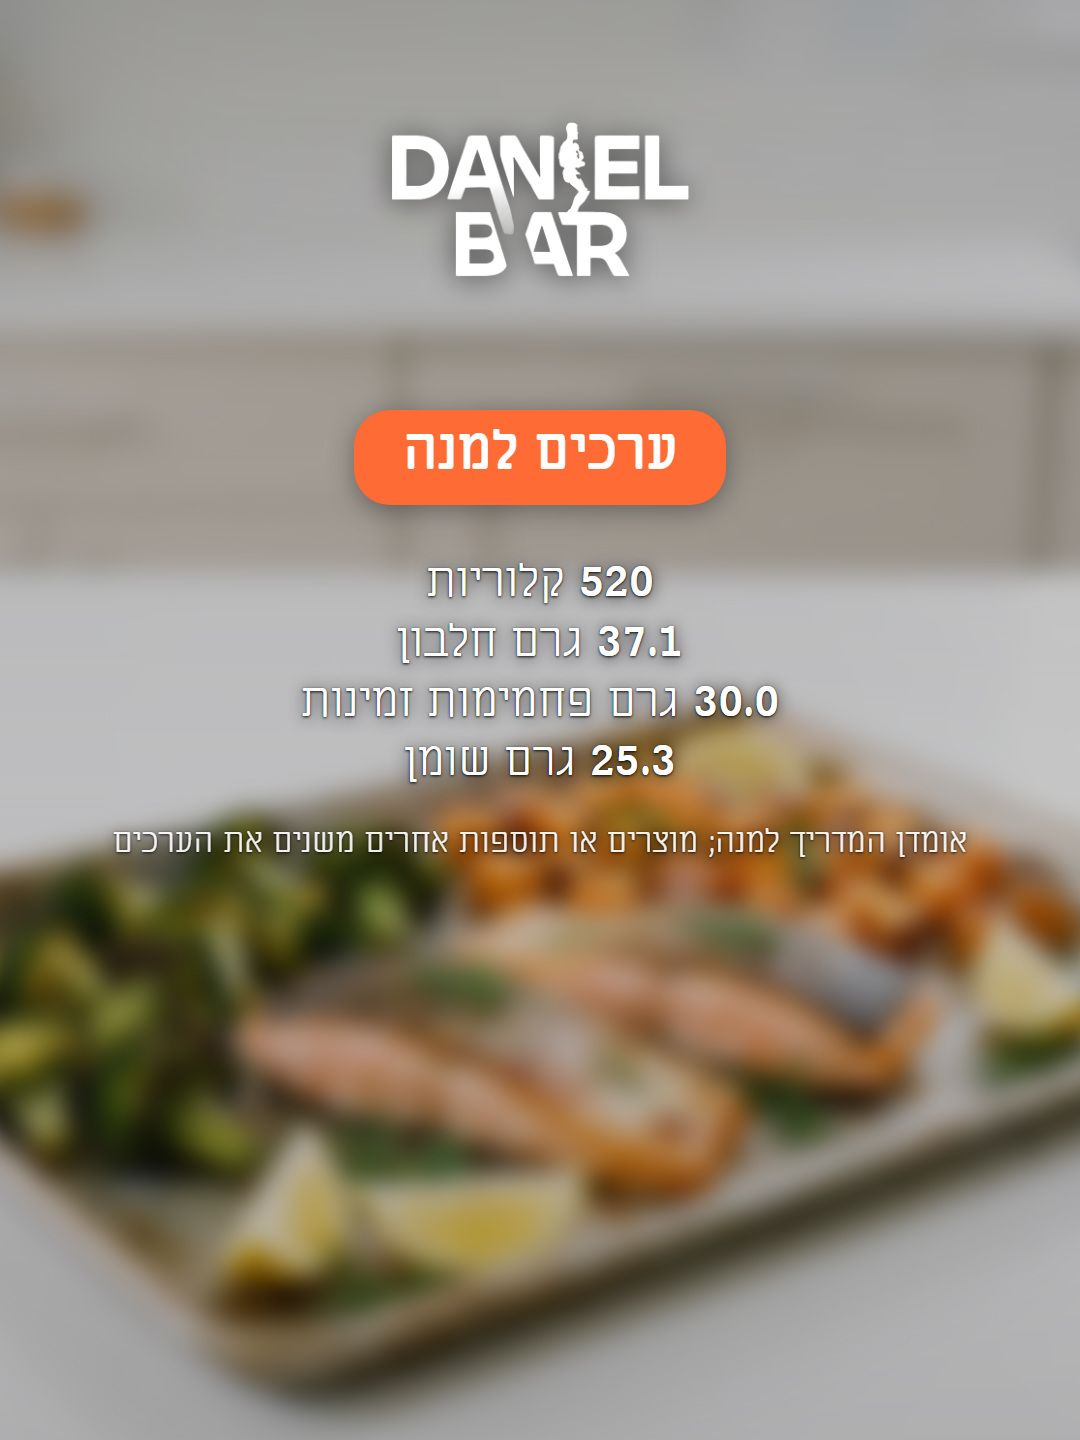 DANIEL
BAR
ערכים למנה
520 קלוריות
37.1 גרם חלבון
30.0 גרם פחמימות זמינות
25.3 גרם שומן
אומדן המדריך למנה; מוצרים או תוספות אחרים משנים את הערכים